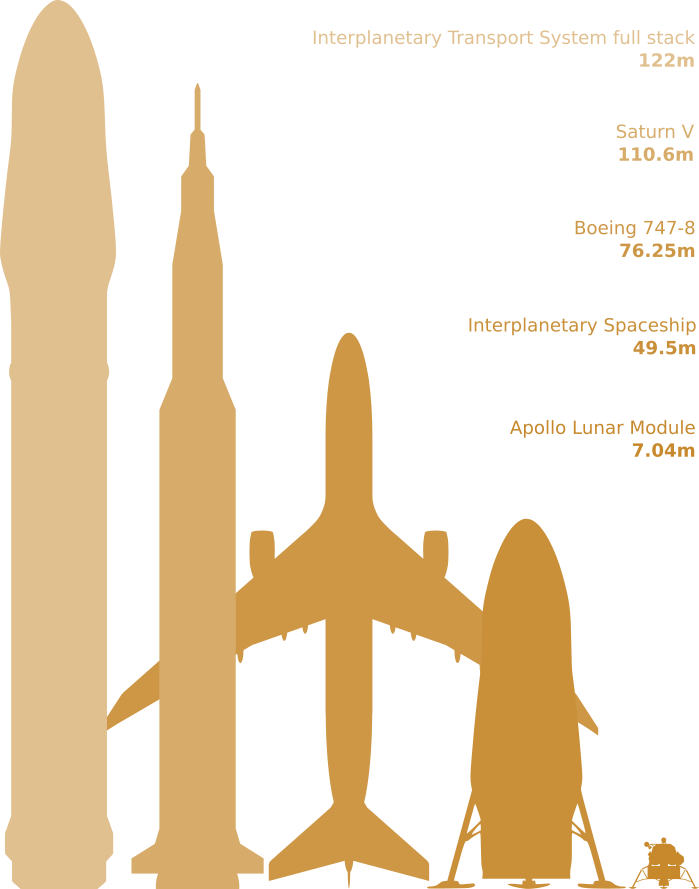 Interplanetary Transport System full stack
122m
Saturn V
110.6m
Boeing 747-8
76.25m
Interplanetary Spaceship
49.5m
Apollo Lunar Module
7.04m